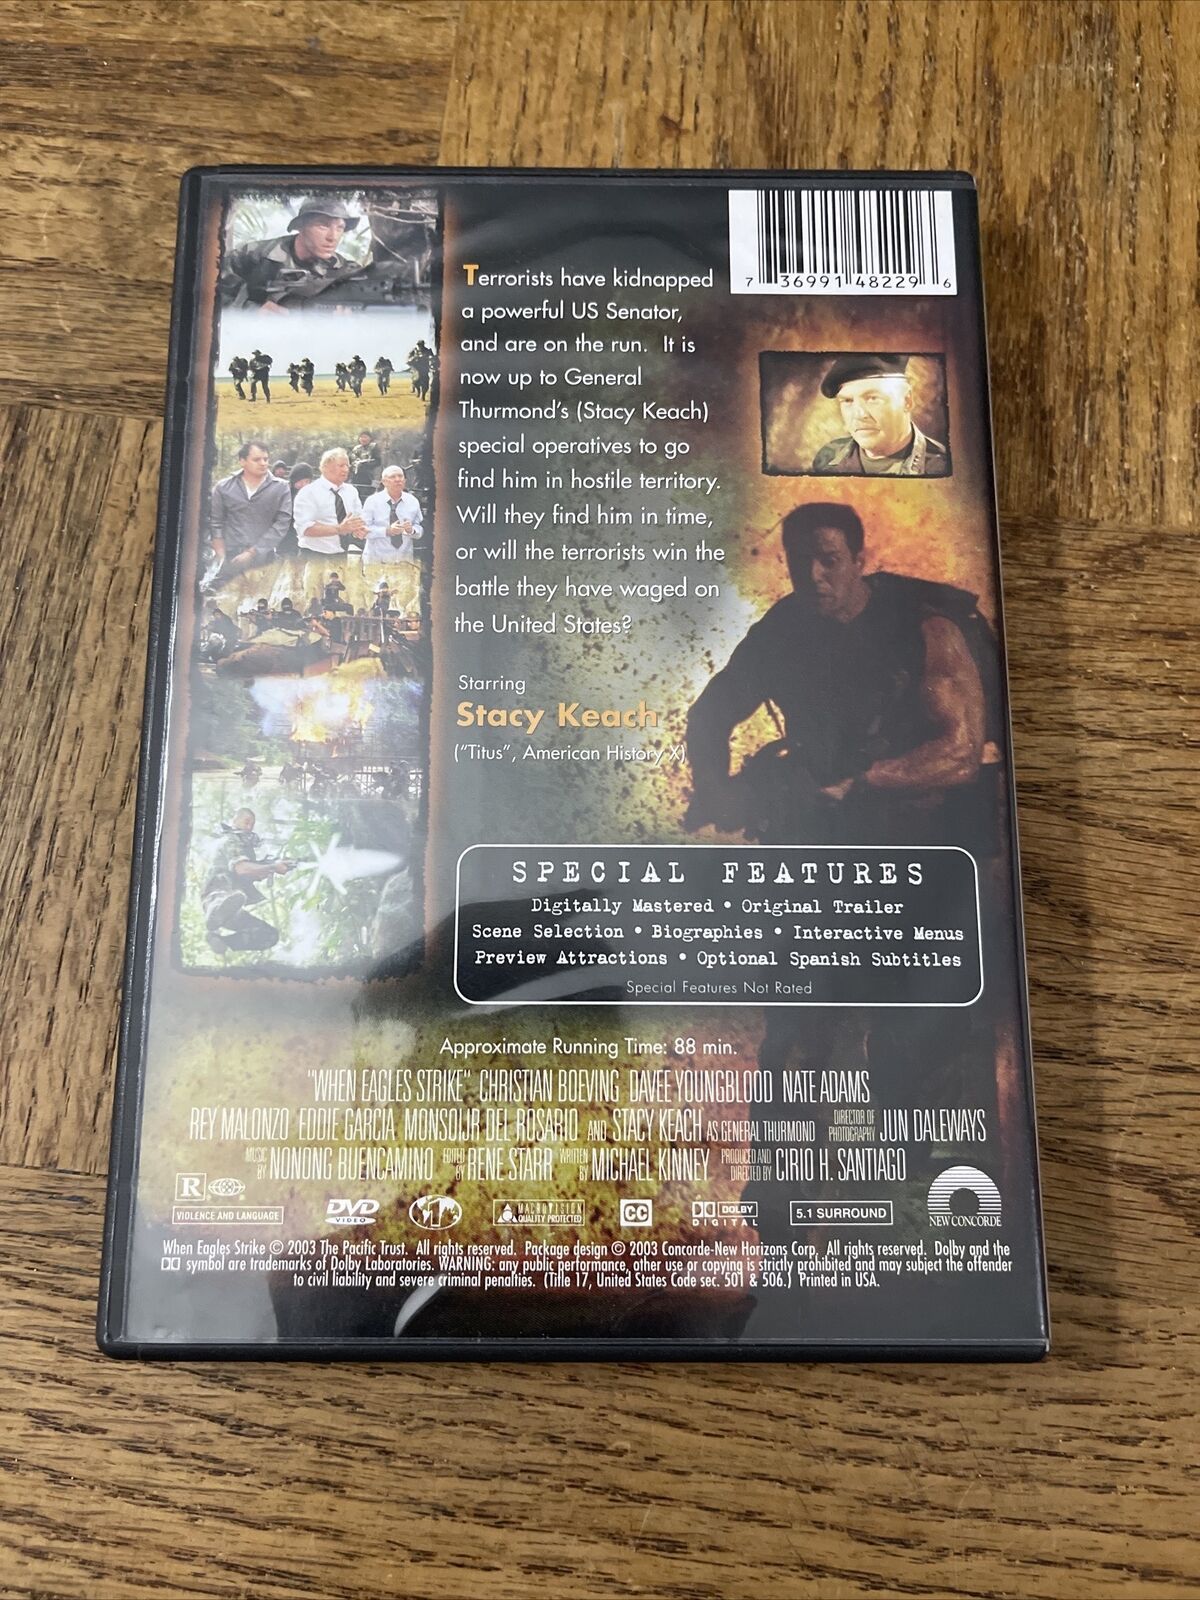 7 36991 48229 6
Terrorists have kidnapped
a powerful US Senator,
and are on the run. It is
now up to General
Thurmond's (Stacy Keach)
special operatives to go
find him in hostile territory.
Will they find him in time,
or will the terrorists win the
battle they have waged on
the United States?
Starring
Stacy Keach
("Titus", American History X)
SPECIAL FEATURES
Digitally Mastered • Original Trailer
Scene Selection • Biographies • Interactive Menus
Preview Attractions • Optional Spanish Subtitles
Special Features Not Rated
Approximate Running Time: 88 min.
"WHEN EAGLES STRIKE" CHRISTIAN BOEVING DAVEE YOUNGBLOOD NATE ADAMS
REY MALONZO EDDIE GARCIA MONSOUR DEL ROSARIO AND STACY KEACH AS GENERAL THURMOND DIRECTOR OF PHOTOGRAPHY JUN DALEWAYS
MUSIC BY NONONG BUENCAMINO EDITED BY RENE STARR WRITTEN BY MICHAEL KINNEY PRODUCED AND DIRECTED BY CIRIO H. SANTIAGO
R
VIOLENCE AND LANGUAGE
DVD VIDEO
1
MACROVISION QUALITY PROTECTED
CC
DOLBY DIGITAL
5.1 SURROUND
NEW CONCORDE
When Eagles Strike © 2003 The Pacific Trust. All rights reserved. Package design © 2003 Concorde-New Horizons Corp. All rights reserved. Dolby and the
symbol are trademarks of Dolby Laboratories. WARNING: any public performance, other use or copying is strictly prohibited and may subject the offender
to civil liability and severe criminal penalties. (Title 17, United States Code sec. 501 & 506.) Printed in USA.